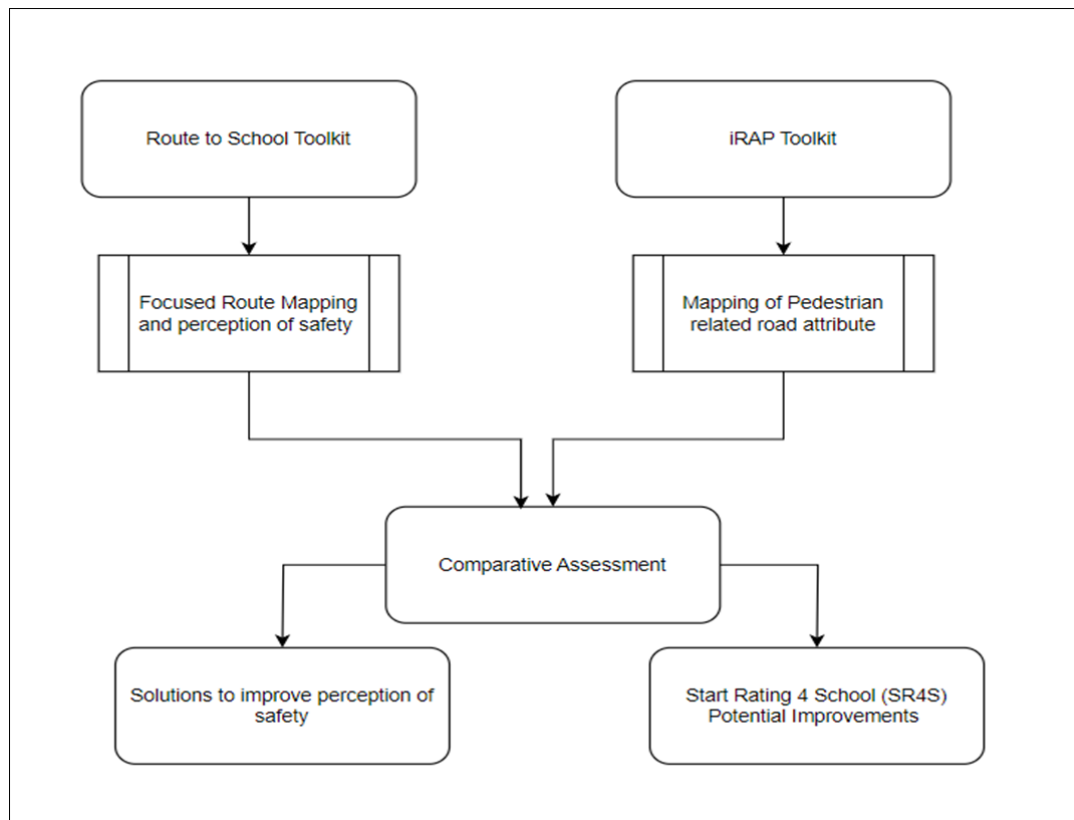 Route to School Toolkit
iRAP Toolkit
Focused Route Mapping
and perception of safety
Mapping of Pedestrian
related road attribute
Comparative Assessment
Solutions to improve perception of
safety
Start Rating 4 School (SR4S)
Potential Improvements